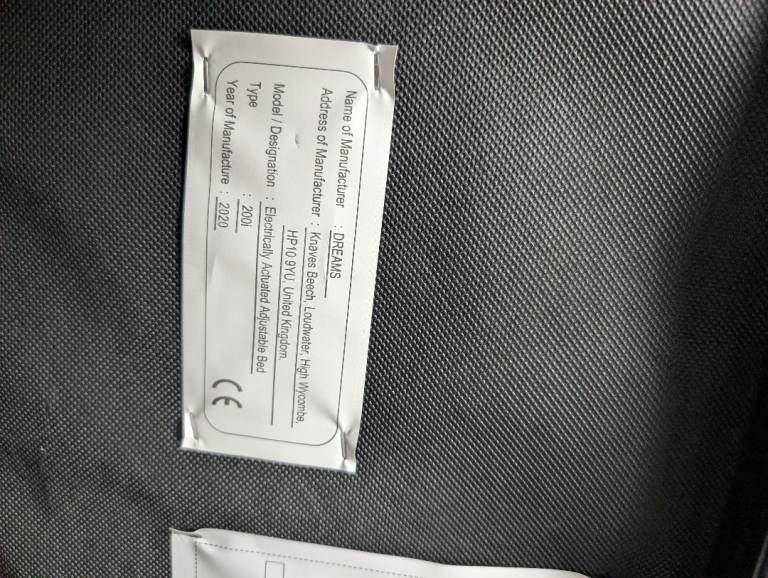 Name of Manufacturer : DREAMS
Address of Manufacturer : Knaves Beech, Loudwater, High Wycombe,
HP10 9YU, United Kingdom.
Model / Designation : Electrically Actuated Adjustable Bed
Type : 200i
Year of Manufacture : 2020
CE